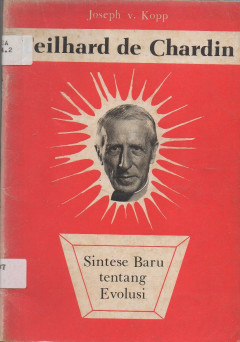 Joseph v. Kopp
eilhard de Chardin
Sintese Baru
tentang
Evolusi